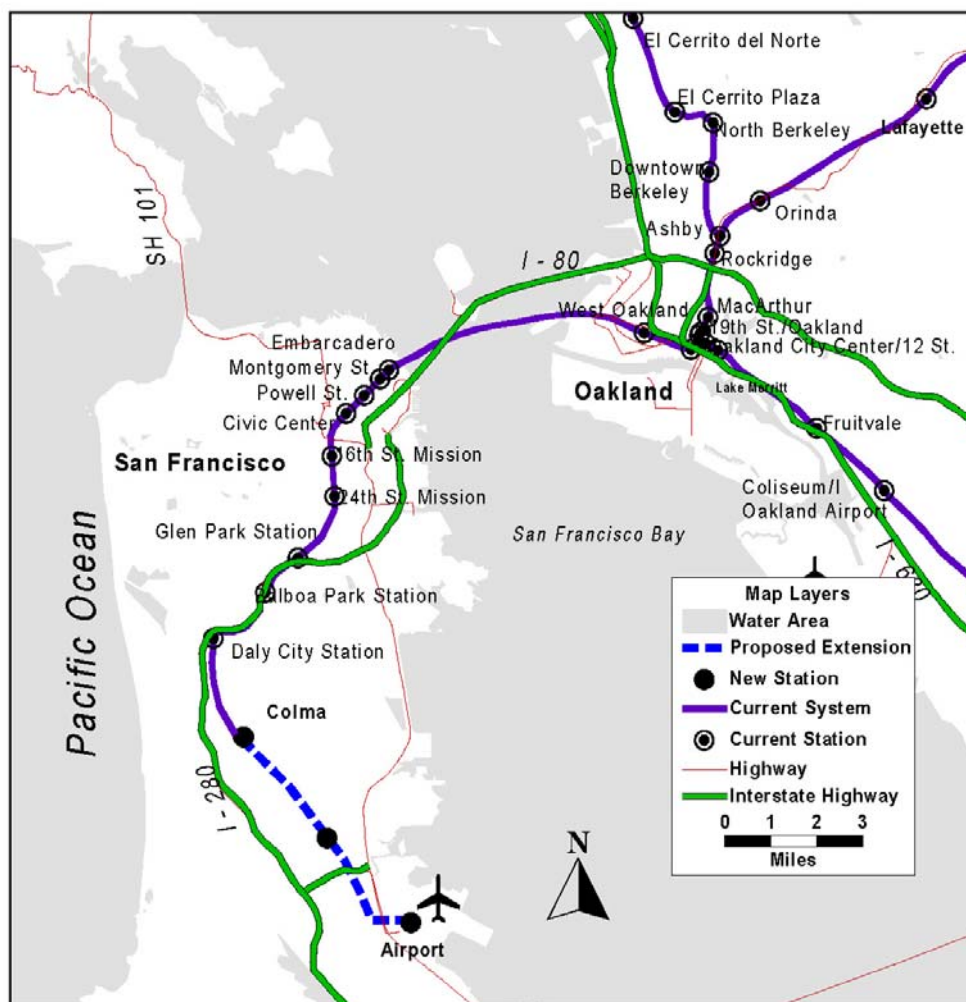 El Cerrito del Norte
El Cerrito Plaza
North Berkeley
Lafayette
Downtown
Berkeley
Orinda
SH 101
Ashby
Rockridge
I - 80
MacArthur
West Oakland
19th St./Oakland
Oakland City Center/12 St.
Embarcadero
Montgomery St.
Powell St.
Civic Center
Oakland
Lake Merritt
Fruitvale
San Francisco
16th St. Mission
24th St. Mission
Coliseum/I
Oakland Airport
Glen Park Station
San Francisco Bay
Pacific Ocean
Balboa Park Station
Daly City Station
Colma
I - 280
Airport
N
Map Layers
Water Area
Proposed Extension
New Station
Current System
Current Station
Highway
Interstate Highway
0 1 2 3
Miles